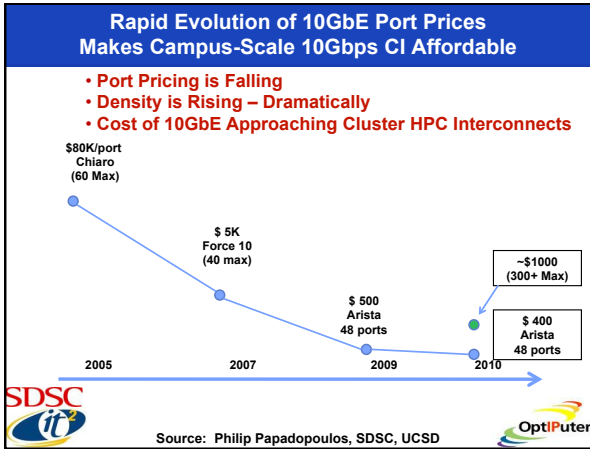 Rapid Evolution of 10GbE Port Prices
Makes Campus-Scale 10Gbps CI Affordable
• Port Pricing is Falling
• Density is Rising – Dramatically
• Cost of 10GbE Approaching Cluster HPC Interconnects
$80K/port
Chiaro
(60 Max)
$ 5K
Force 10
(40 max)
$ 500
Arista
48 ports
~$1000
(300+ Max)
$ 400
Arista
48 ports
2005
2007
2009
2010
SDSC
it2
Source: Philip Papadopoulos, SDSC, UCSD
OptIPuter